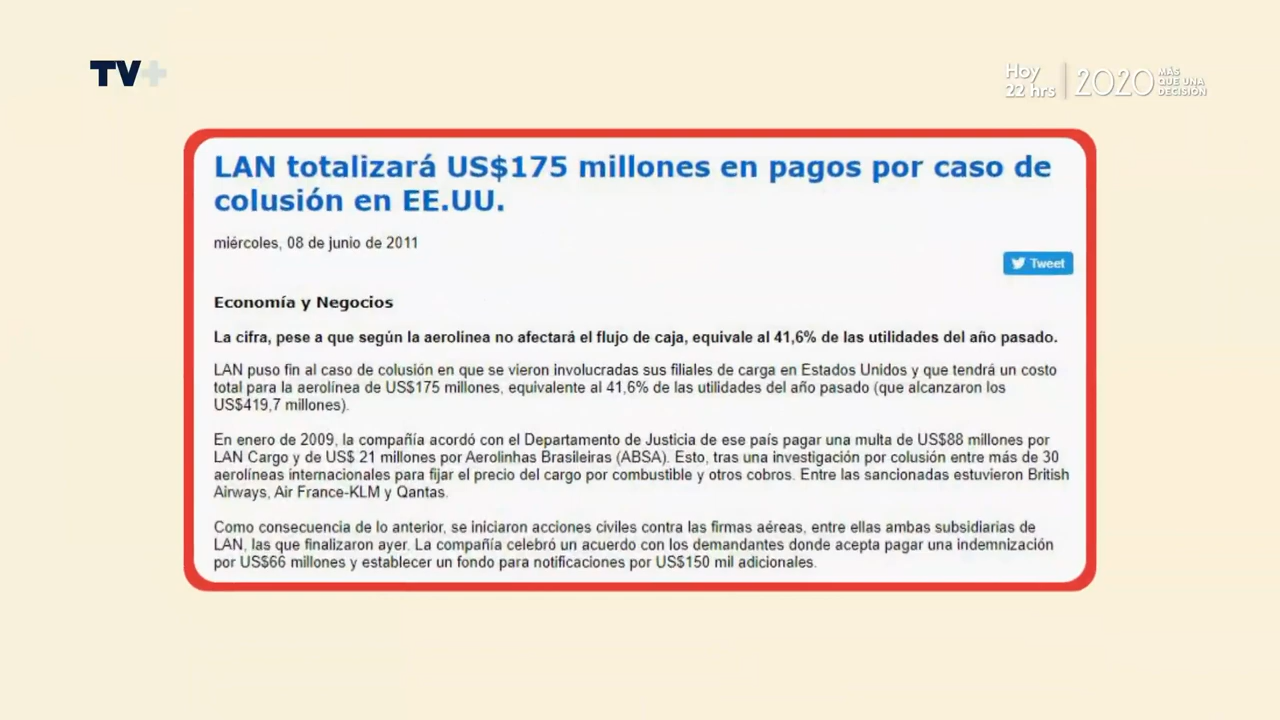 TV+
Hoy
22 hrs
2020
MÁS
QUE UNA
DECISIÓN
LAN totalizará US$175 millones en pagos por caso de
colusión en EE.UU.
miércoles, 08 de junio de 2011
Tweet
Economía y Negocios
La cifra, pese a que según la aerolínea no afectará el flujo de caja, equivale al 41,6% de las utilidades del año pasado.
LAN puso fin al caso de colusión en que se vieron involucradas sus filiales de carga en Estados Unidos y que tendrá un costo
total para la aerolínea de US$175 millones, equivalente al 41,6% de las utilidades del año pasado (que alcanzaron los
US$419,7 millones).
En enero de 2009, la compañía acordó con el Departamento de Justicia de ese país pagar una multa de US$88 millones por
LAN Cargo y de US$ 21 millones por Aerolinhas Brasileiras (ABSA). Esto, tras una investigación por colusión entre más de 30
aerolíneas internacionales para fijar el precio del cargo por combustible y otros cobros. Entre las sancionadas estuvieron British
Airways, Air France-KLM y Qantas.
Como consecuencia de lo anterior, se iniciaron acciones civiles contra las firmas aéreas, entre ellas ambas subsidiarias de
LAN, las que finalizaron ayer. La compañía celebró un acuerdo con los demandantes donde acepta pagar una indemnización
por US$66 millones y establecer un fondo para notificaciones por US$150 mil adicionales.